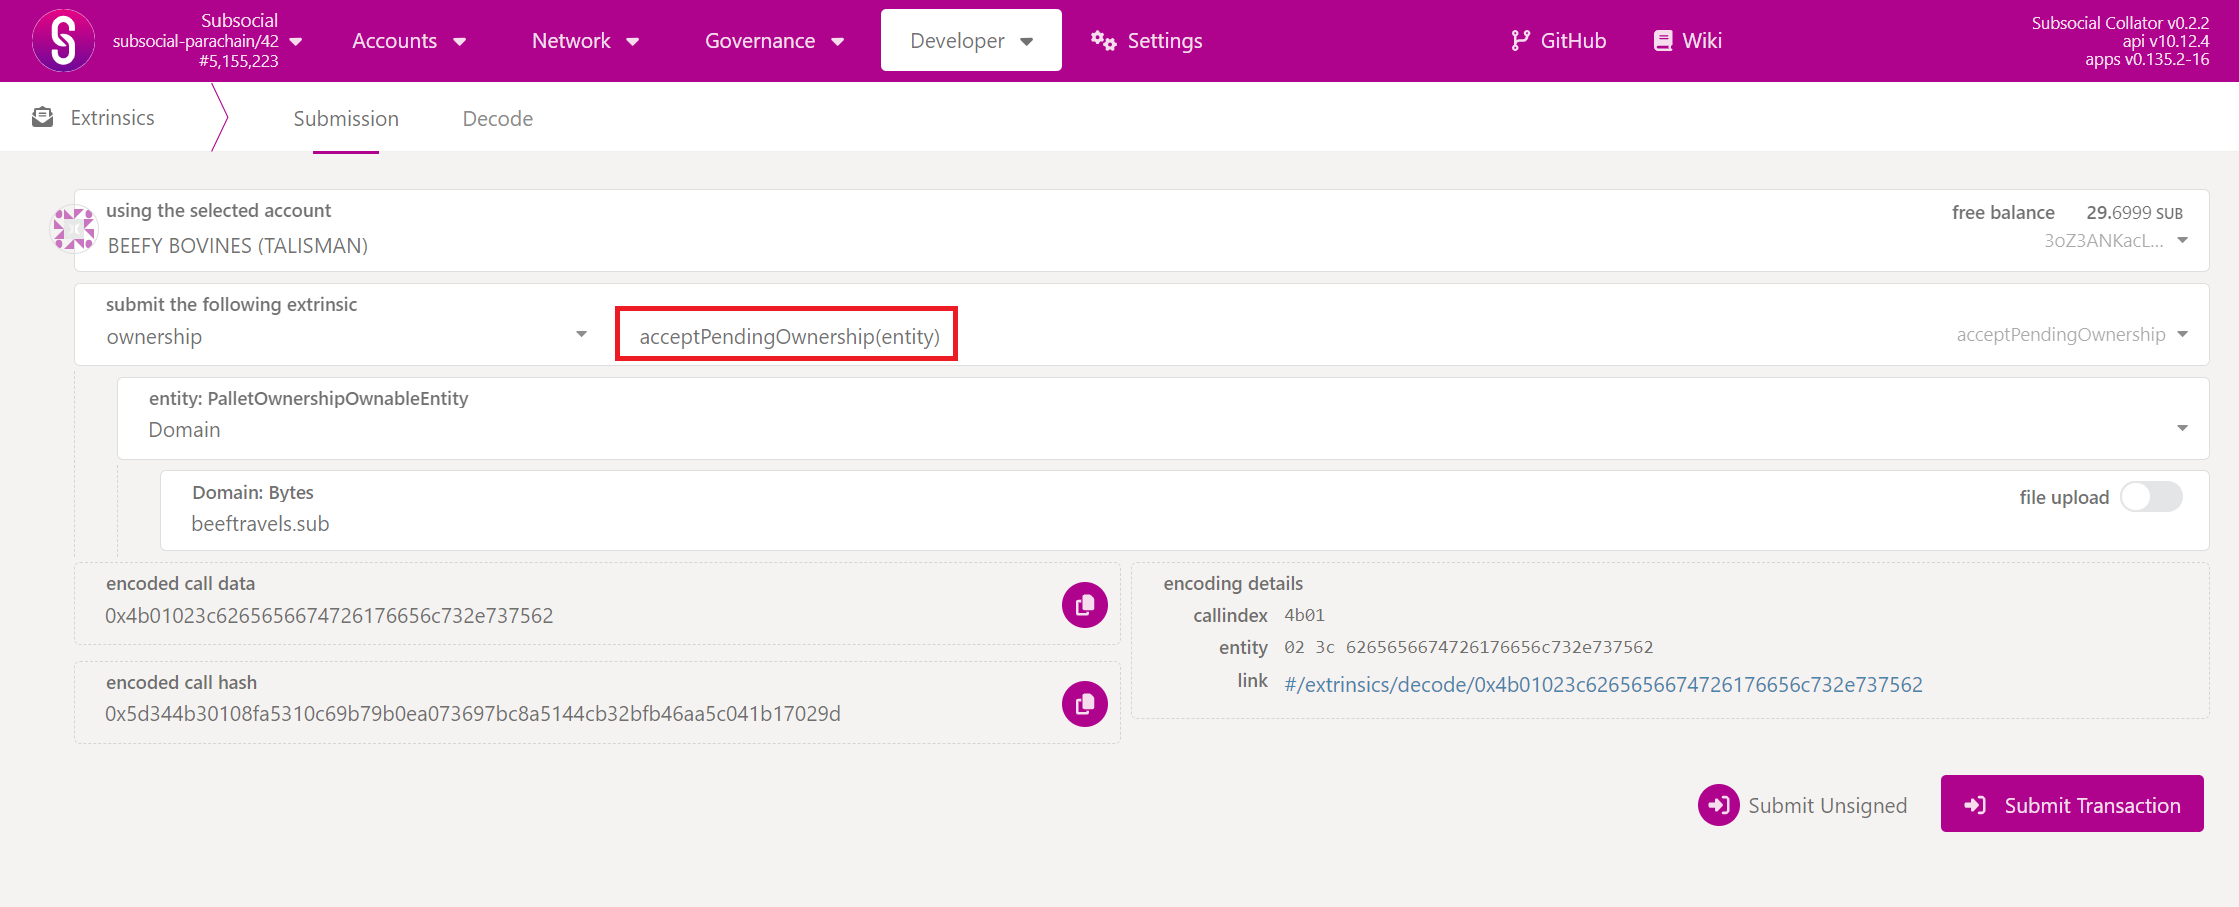 Subsocial
subsocial-parachain/42
#5,155,223
Accounts
Network
Governance
Developer
Settings
GitHub
Wiki
Subsocial Collator v0.2.2
api v10.12.4
apps v0.135.2-16
Extrinsics
Submission
Decode
using the selected account
BEEFY BOVINES (TALISMAN)
free balance 29.6999 SUB
3oZ3ANKacL...
submit the following extrinsic
ownership
acceptPendingOwnership(entity)
acceptPendingOwnership
entity: PalletOwnershipOwnableEntity
Domain
Domain: Bytes
beeftravels.sub
file upload
encoded call data
0x4b01023c6265656674726176656c732e737562
encoded call hash
0x5d344b30108fa5310c69b79b0ea073697bc8a5144cb32bfb46aa5c041b17029d
encoding details
callindex 4b01
entity 02 3c 6265656674726176656c732e737562
link #/extrinsics/decode/0x4b01023c6265656674726176656c732e737562
Submit Unsigned
Submit Transaction